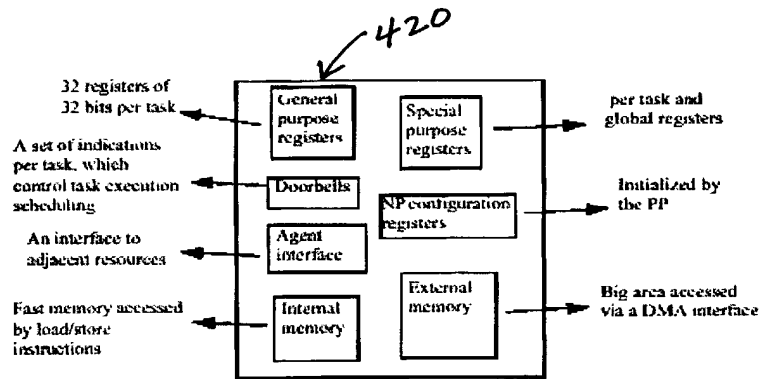 420
32 registers of
32 bits per task
General
purpose
registers
Special
purpose
registers
per task and
global registers
A set of indications
per task, which
control task execution
scheduling
Doorbells
NP configuration
registers
Initialized by
the PP
An interface to
adjacent resources
Agent
interface
Fast memory accessed
by load/store
instructions
Internal
memory
External
memory
Big area accessed
via a DMA interface